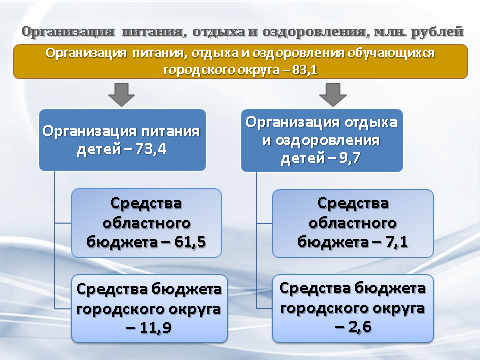 Организация питания, отдыха и оздоровления, млн. рублей
Организация питания, отдыха и оздоровления обучающихся
городского округа – 83,1
Организация питания
детей – 73,4
Организация отдыха
и оздоровления
детей – 9,7
Средства
областного
бюджета – 61,5
Средства
областного
бюджета – 7,1
Средства бюджета
городского округа
– 11,9
Средства бюджета
городского округа
– 2,6